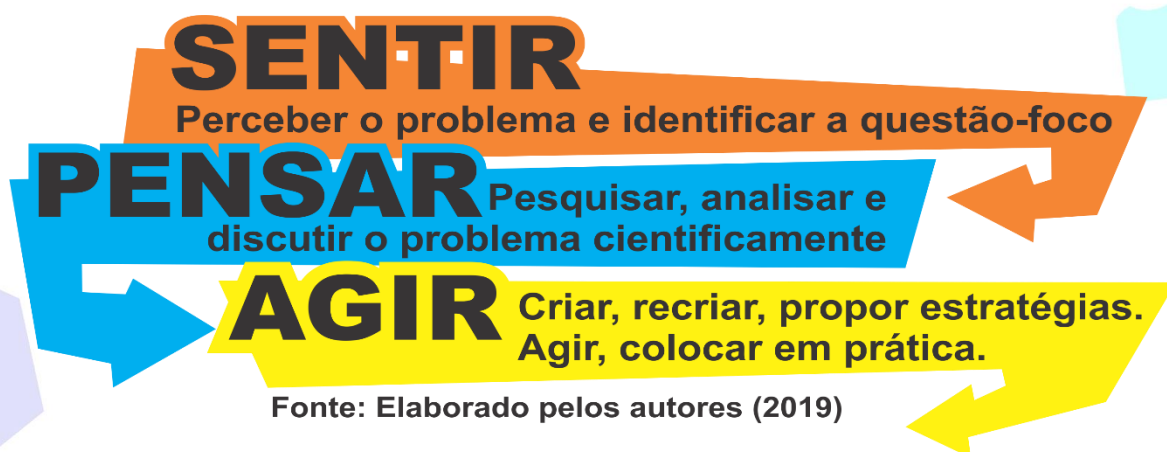 SENTIR
Perceber o problema e identificar a questão-foco
PENSAR Pesquisar, analisar e
discutir o problema cientificamente
AGIR Criar, recriar, propor estratégias.
Agir, colocar em prática.
Fonte: Elaborado pelos autores (2019)